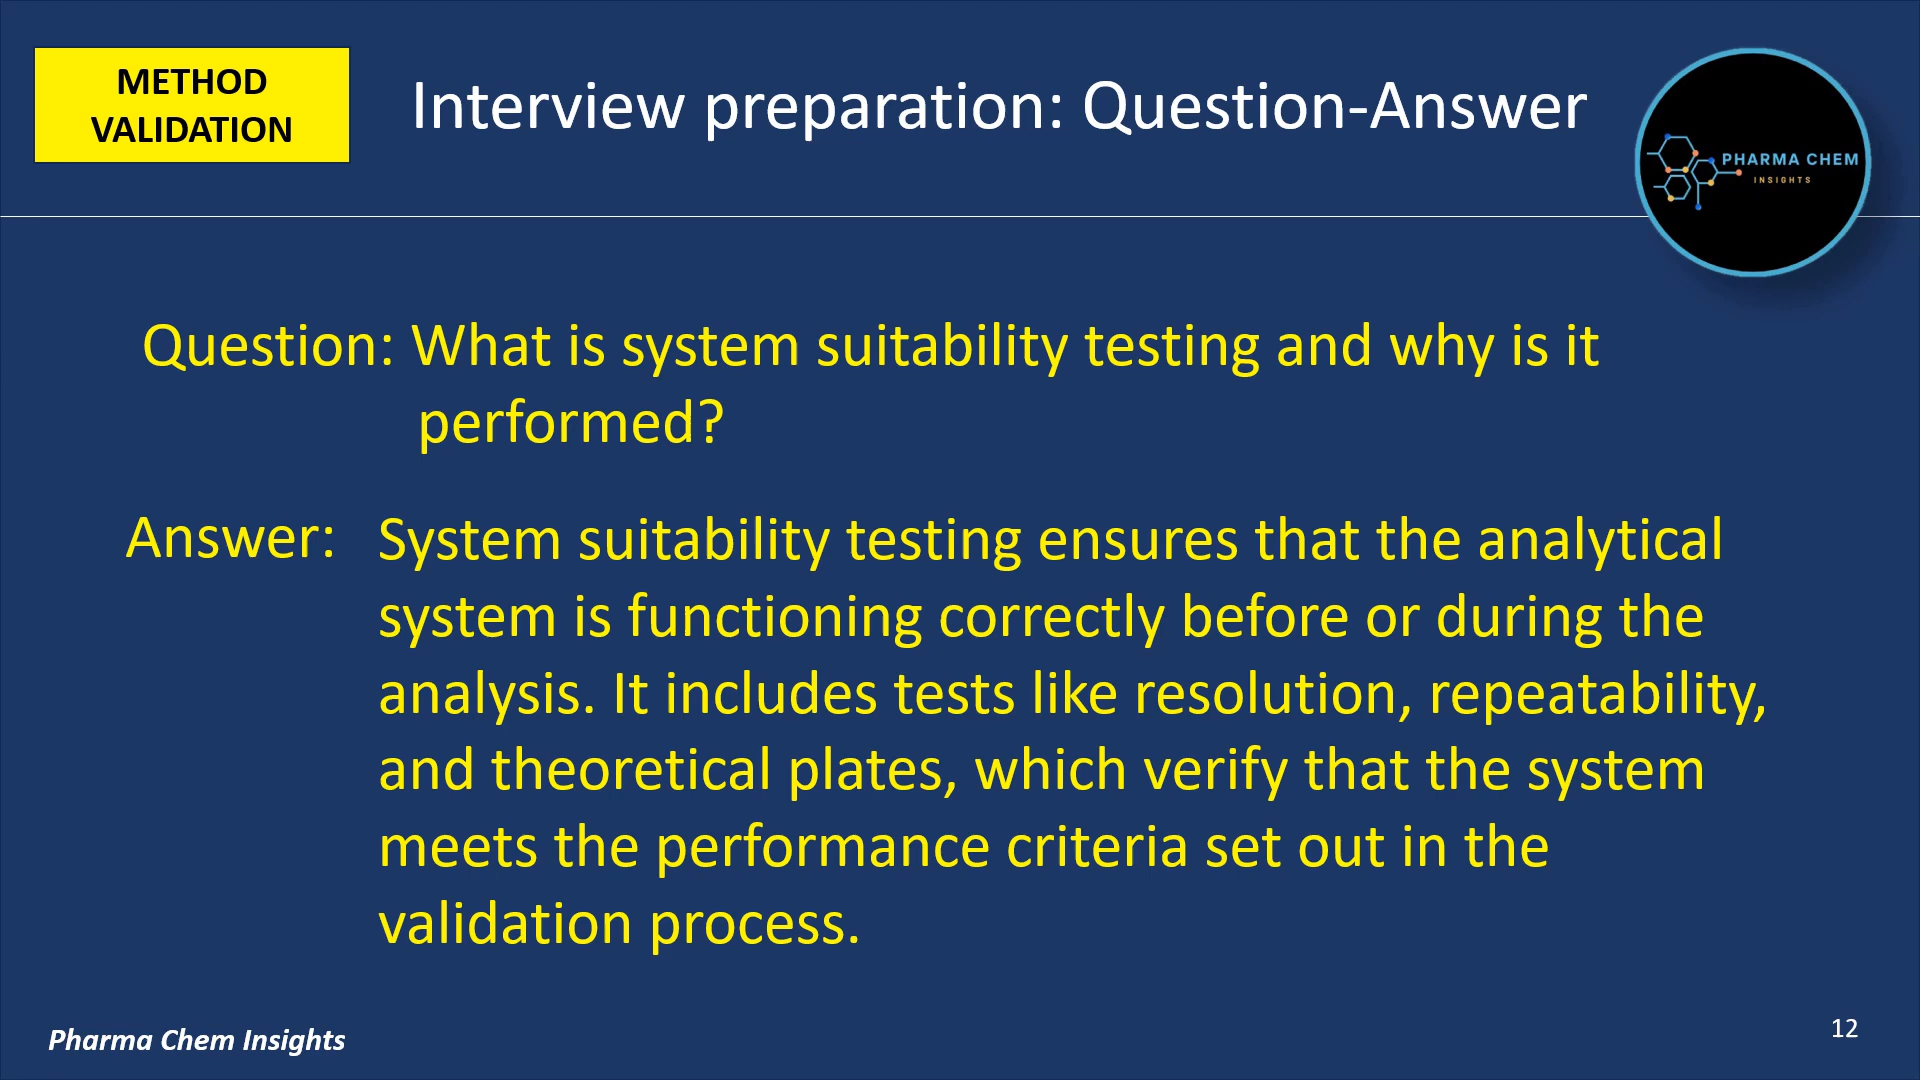 METHOD
VALIDATION
Interview preparation: Question-Answer
PHARMA CHEM
INSIGHTS
Question: What is system suitability testing and why is it
performed?
Answer: System suitability testing ensures that the analytical
system is functioning correctly before or during the
analysis. It includes tests like resolution, repeatability,
and theoretical plates, which verify that the system
meets the performance criteria set out in the
validation process.
Pharma Chem Insights
12